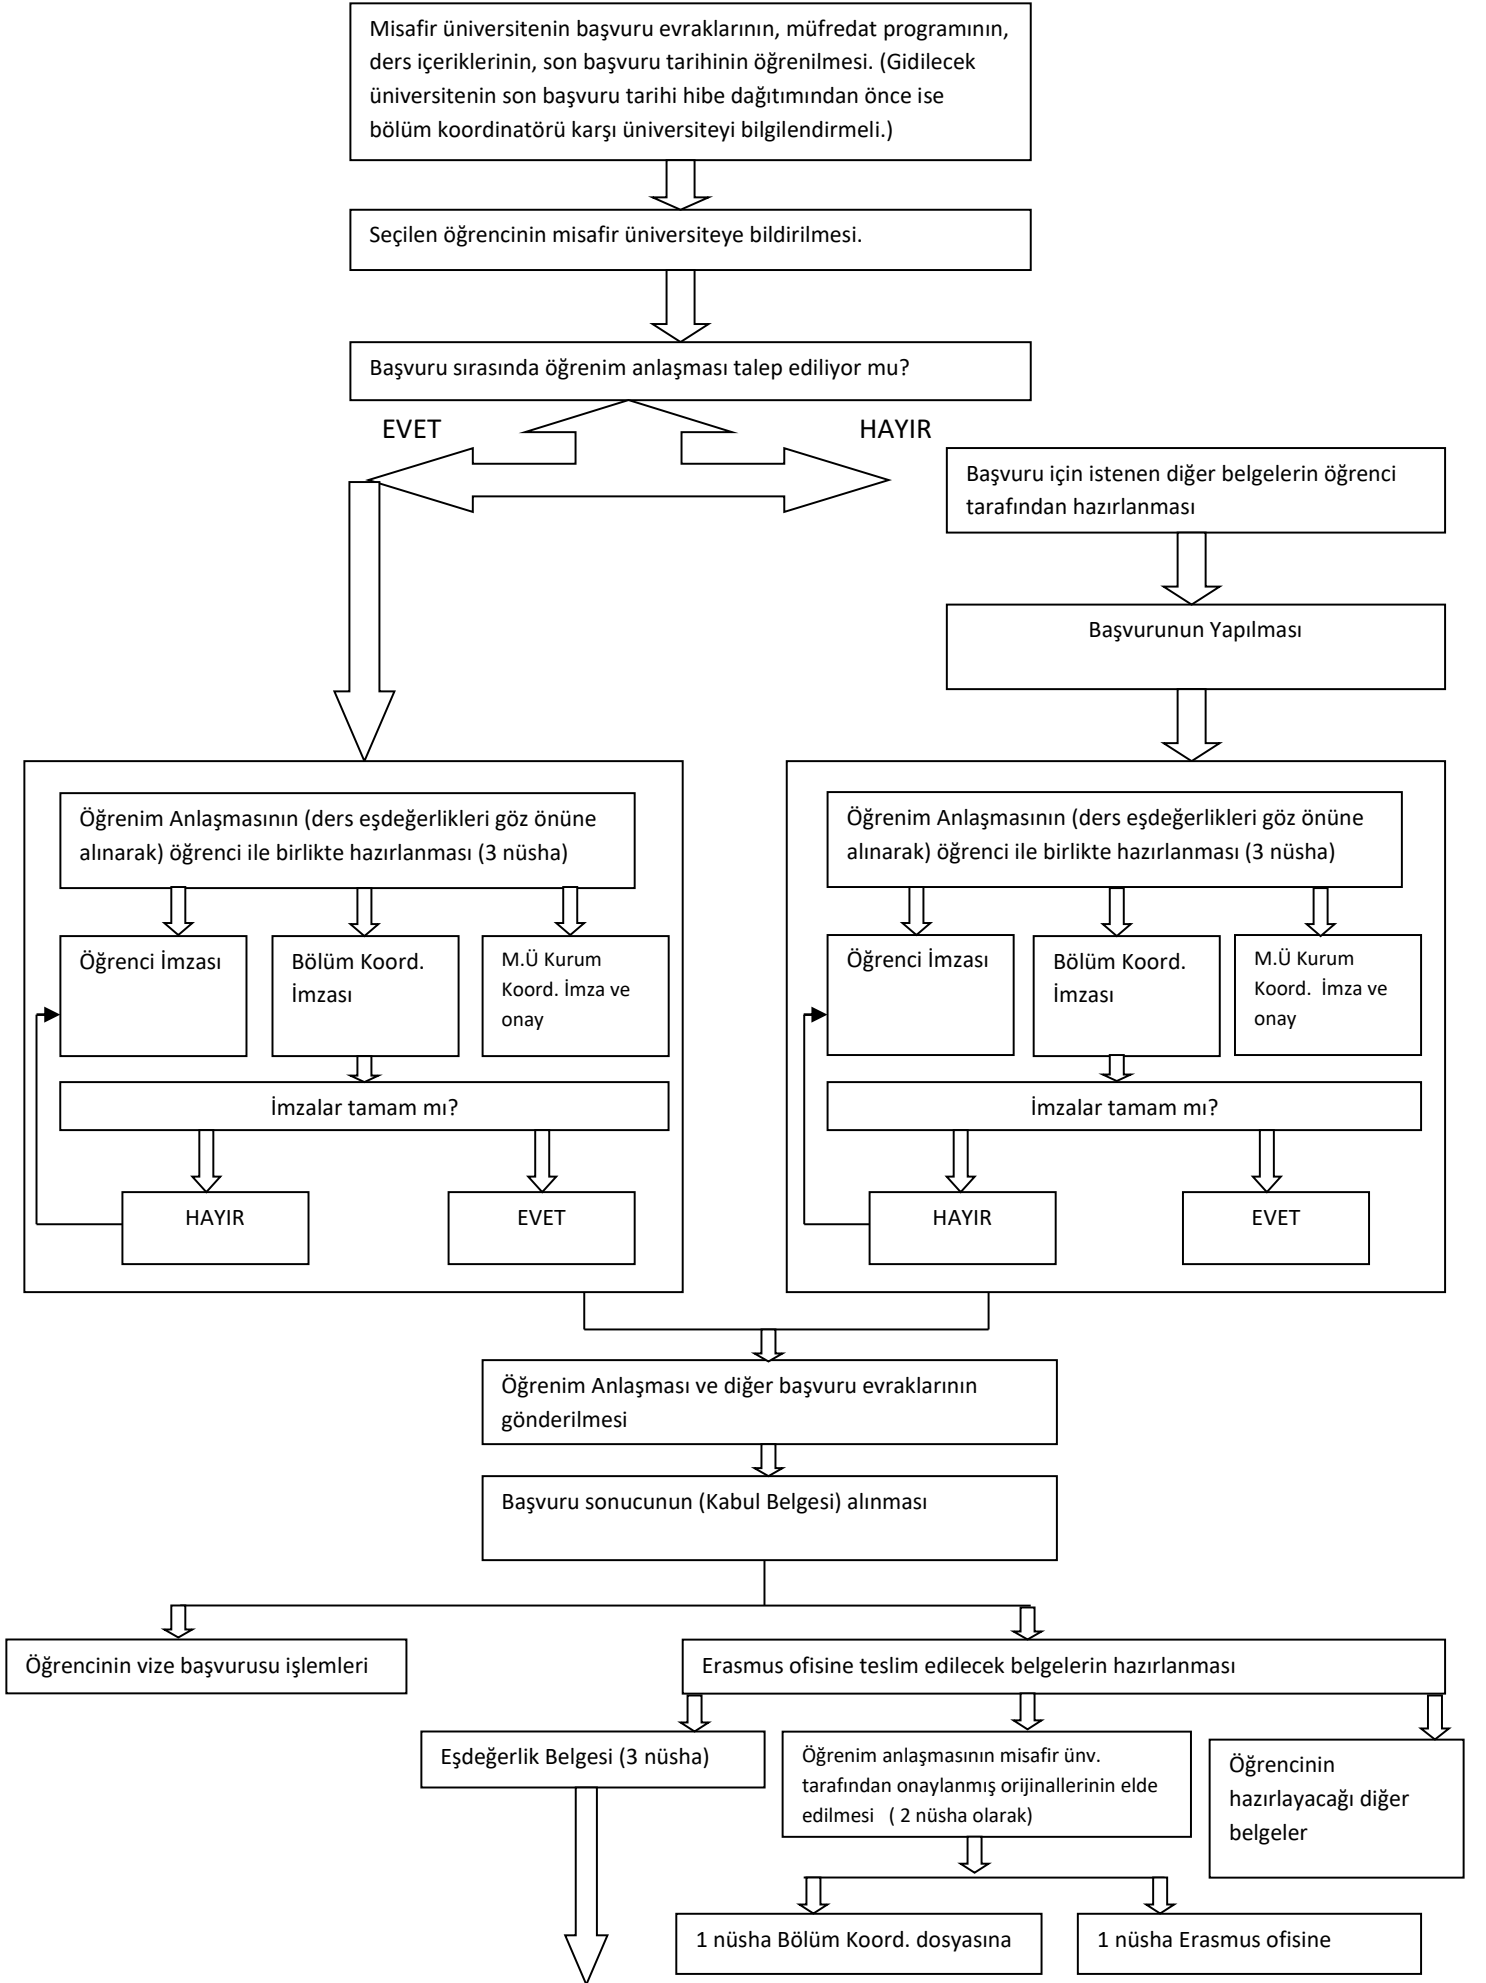 Misafir üniversitenin başvuru evraklarının, müfredat programının,
ders içeriklerinin, son başvuru tarihinin öğrenilmesi. (Gidilecek
üniversitenin son başvuru tarihi hibe dağıtımından önce ise
bölüm koordinatörü karşı üniversiteyi bilgilendirmeli.)
Seçilen öğrencinin misafir üniversiteye bildirilmesi.
Başvuru sırasında öğrenim anlaşması talep ediliyor mu?
EVET
HAYIR
Başvuru için istenen diğer belgelerin öğrenci
tarafından hazırlanması
Başvurunun Yapılması
Öğrenim Anlaşmasının (ders eşdeğerlikleri göz önüne
alınarak) öğrenci ile birlikte hazırlanması (3 nüsha)
Öğrenci İmzası
Bölüm Koord.
İmzası
M.Ü Kurum
Koord. İmza ve
onay
İmzalar tamam mı?
HAYIR
EVET
Öğrenim Anlaşmasının (ders eşdeğerlikleri göz önüne
alınarak) öğrenci ile birlikte hazırlanması (3 nüsha)
Öğrenci İmzası
Bölüm Koord.
İmzası
M.Ü Kurum
Koord.  İmza ve
onay
İmzalar tamam mı?
HAYIR
EVET
Öğrenim Anlaşması ve diğer başvuru evraklarının
gönderilmesi
Başvuru sonucunun (Kabul Belgesi) alınması
Öğrencinin vize başvurusu işlemleri
Erasmus ofisine teslim edilecek belgelerin hazırlanması
Eşdeğerlik Belgesi (3 nüsha)
Öğrenim anlaşmasının misafir ünv.
tarafından onaylanmış orijinallerinin elde
edilmesi   ( 2 nüsha olarak)
Öğrencinin
hazırlayacağı diğer
belgeler
1 nüsha Bölüm Koord. dosyasına
1 nüsha Erasmus ofisine